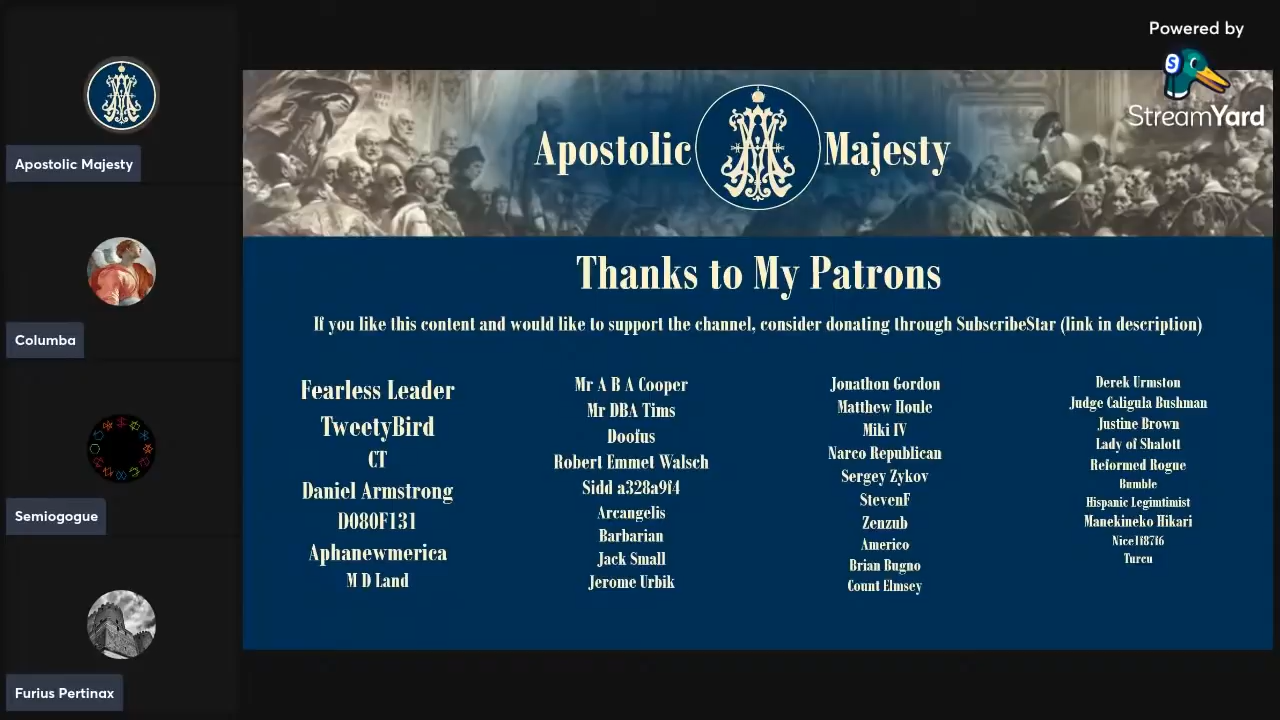 Powered by
StreamYard
Apostolic Majesty
Columba
Semiogogue
Furius Pertinax
Apostolic Majesty
Thanks to My Patrons
If you like this content and would like to support the channel, consider donating through SubscribeStar (link in description)
Fearless Leader
TweetyBird
CT
Daniel Armstrong
D080F131
Aphanewmerica
M D Land
Mr A B A Cooper
Mr DBA Tims
Doofus
Robert Emmet Walsch
Sidd a328a9f4
Arcangelis
Barbarian
Jack Small
Jerome Urbik
Jonathon Gordon
Matthew Houle
Miki IV
Narco Republican
Sergey Zykov
StevenF
Zenzub
Americo
Brian Bugno
Count Elmsey
Derek Urmston
Judge Caligula Bushman
Justine Brown
Lady of Shalott
Reformed Rogue
Bumble
Hispanic Legimtimist
Manekineko Hikari
Nice1f87f6
Turcu